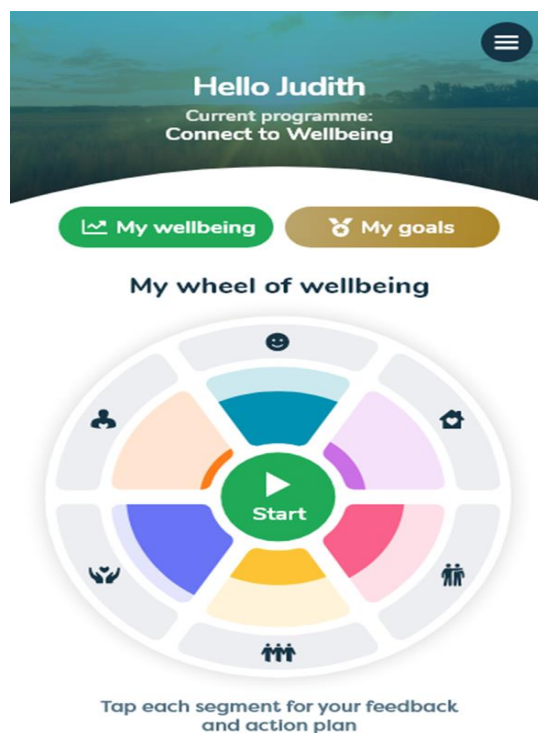 Hello Judith
Current programme:
Connect to Wellbeing
My wellbeing
My goals
My wheel of wellbeing
Start
Tap each segment for your feedback
and action plan